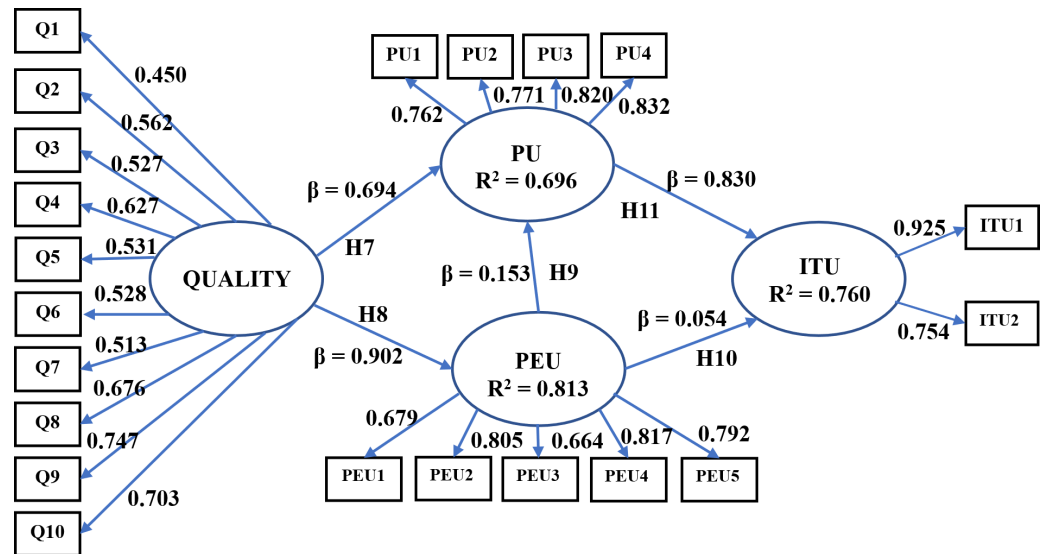 Q1
Q2
Q3
Q4
Q5
Q6
Q7
Q8
Q9
Q10
0.450
0.562
0.527
0.627
0.531
0.528
0.513
0.676
0.747
0.703
QUALITY
β = 0.694
H7
H8
β = 0.902
PU1
PU2
PU3
PU4
0.762
0.771
0.820
0.832
PU
R² = 0.696
β = 0.153
H9
PEU
R² = 0.813
0.679
0.805
0.664
0.817
0.792
PEU1
PEU2
PEU3
PEU4
PEU5
β = 0.830
H11
β = 0.054
H10
ITU
R² = 0.760
0.925
0.754
ITU1
ITU2